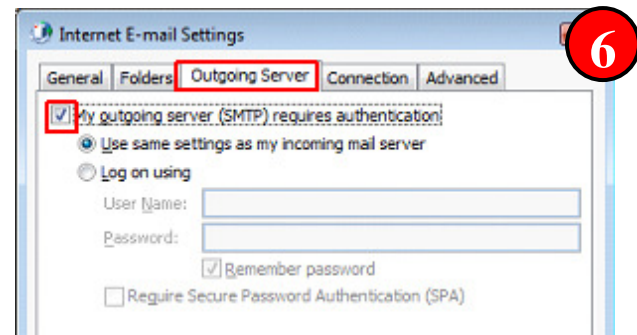 Internet E-mail Settings
6
General Folders Outgoing Server Connection Advanced
My outgoing server (SMTP) requires authentication
Use same settings as my incoming mail server
Log on using
User Name:
Password:
Remember password
Require Secure Password Authentication (SPA)